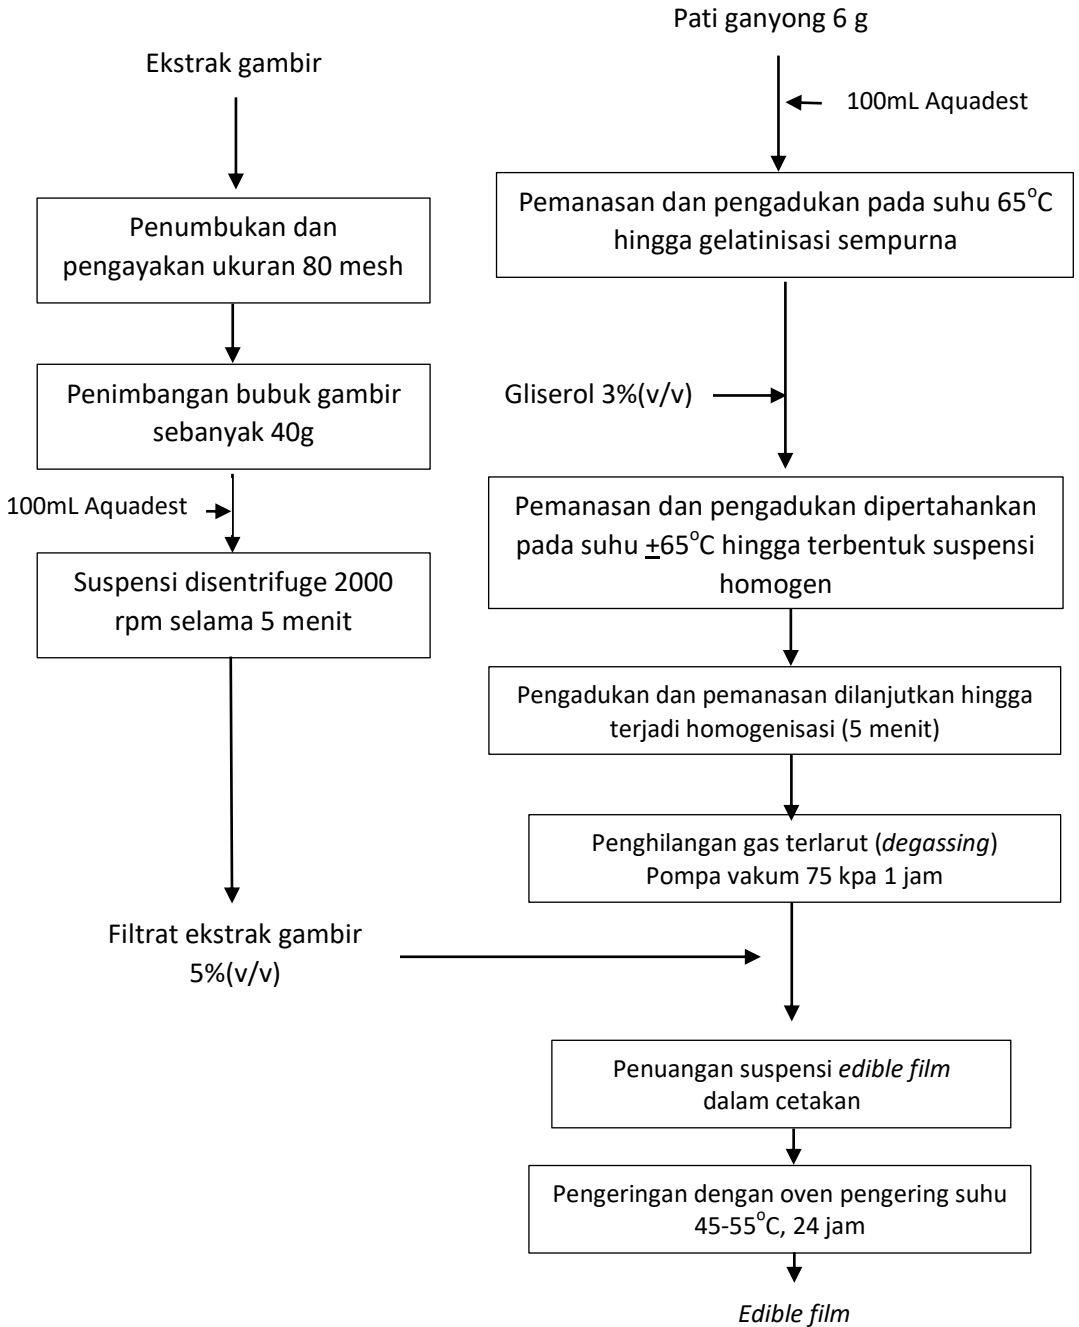 Ekstrak gambir
Penumbukan dan
pengayakan ukuran 80 mesh
Penimbangan bubuk gambir
sebanyak 40g
100mL Aquadest
Suspensi disentrifuge 2000
rpm selama 5 menit
Filtrat ekstrak gambir
5%(v/v)
Pati ganyong 6 g
100mL Aquadest
Pemanasan dan pengadukan pada suhu 65°C
hingga gelatinisasi sempurna
Gliserol 3%(v/v)
Pemanasan dan pengadukan dipertahankan
pada suhu ±65°C hingga terbentuk suspensi
homogen
Pengadukan dan pemanasan dilanjutkan hingga
terjadi homogenisasi (5 menit)
Penghilangan gas terlarut (degassing)
Pompa vakum 75 kpa 1 jam
Penuangan suspensi edible film
dalam cetakan
Pengeringan dengan oven pengering suhu
45-55°C, 24 jam
Edible film